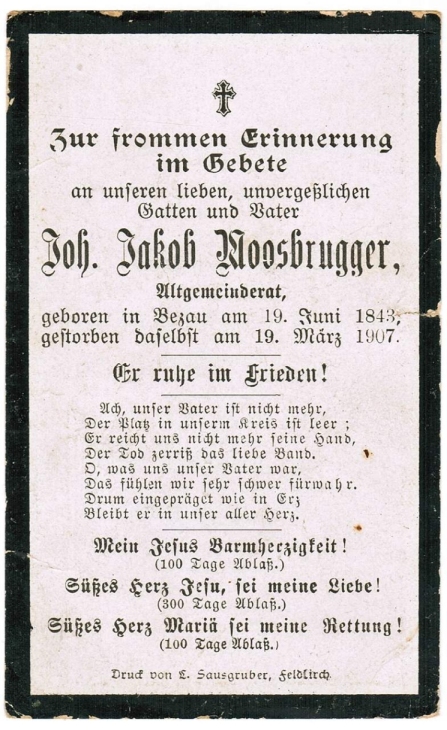 Zur frommen Erinnerung
im Gebete
an unseren lieben, unvergeßlichen
Gatten und Vater
Joh. Jakob Moosbrugger,
Altgemeinderat,
geboren in Bezau am 19. Juni 1843,
gestorben daselbst am 19. März 1907.
Er ruhe im Frieden!
Ach, unser Vater ist nicht mehr,
Der Platz in unserm Kreis ist leer;
Er reicht uns nicht mehr seine Hand,
Der Tod zerriß das liebe Band.
O, was uns unser Vater war,
Das fühlen wir sehr schwer fürwahr.
Drum eingepräget wie in Erz
Bleibt er in unser aller Herz.
Mein Jesus Barmherzigkeit!
(100 Tage Ablaß.)
Süßes Herz Jesu, sei meine Liebe!
(300 Tage Ablaß.)
Süßes Herz Mariä sei meine Rettung!
(100 Tage Ablaß.)
Druck von L. Sausgruber, Feldkirch.